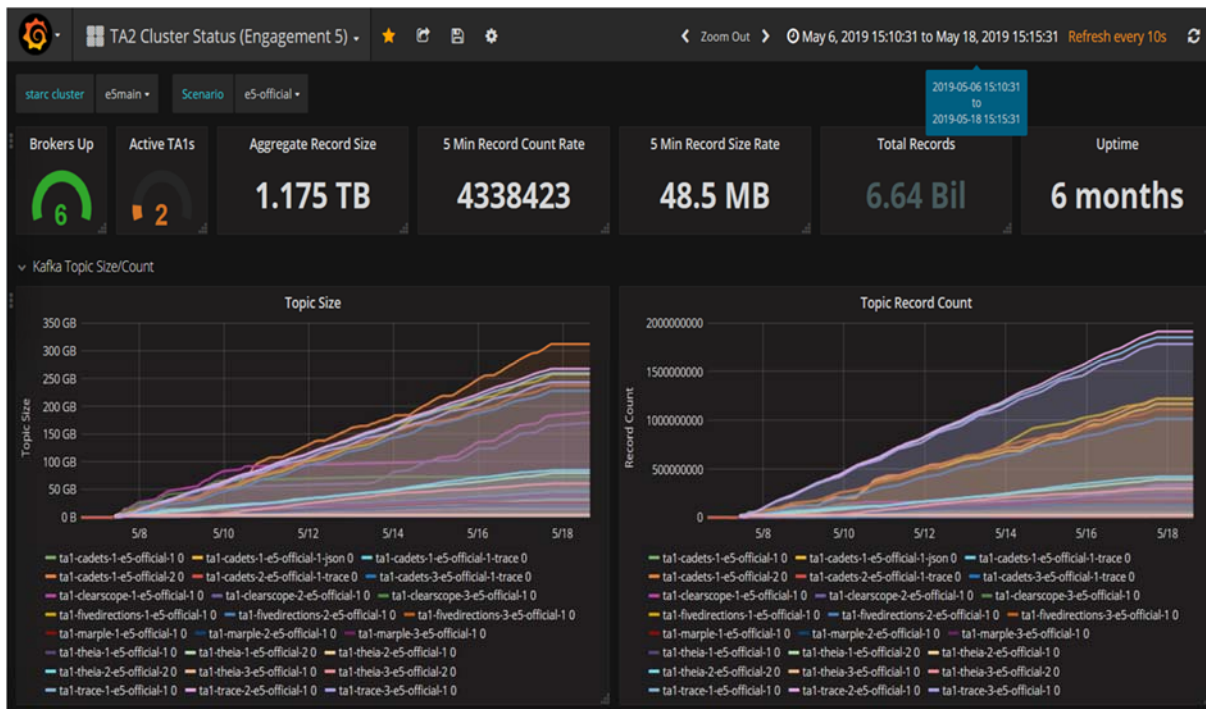 TA2 Cluster Status (Engagement 5)
Zoom Out May 6, 2019 15:10:31 to May 18, 2019 15:15:31 Refresh every 10s
2019-05-06 15:10:31
to
2019-05-18 15:15:31
starc cluster e5main Scenario e5-official
Brokers Up
6
Active TA1s
2
Aggregate Record Size
1.175 TB
5 Min Record Count Rate
4338423
5 Min Record Size Rate
48.5 MB
Total Records
6.64 Bil
Uptime
6 months
Kafka Topic Size/Count
Topic Size
Topic Size
350 GB
300 GB
250 GB
200 GB
150 GB
100 GB
50 GB
0 B
5/8 5/10 5/12 5/14 5/16 5/18
ta1-cadets-1-e5-official-1 0 ta1-cadets-1-e5-official-1-json 0 ta1-cadets-1-e5-official-1-trace 0
ta1-cadets-1-e5-official-2 0 ta1-cadets-2-e5-official-1-trace 0 ta1-cadets-3-e5-official-1-trace 0
ta1-clearscope-1-e5-official-1 0 ta1-clearscope-2-e5-official-1 0 ta1-clearscope-3-e5-official-1 0
ta1-fivedirections-1-e5-official-1 0 ta1-fivedirections-2-e5-official-1 0 ta1-fivedirections-3-e5-official-1 0
ta1-marple-1-e5-official-1 0 ta1-marple-2-e5-official-1 0 ta1-marple-3-e5-official-1 0
ta1-theia-1-e5-official-1 0 ta1-theia-1-e5-official-2 0 ta1-theia-2-e5-official-1 0
ta1-theia-2-e5-official-2 0 ta1-theia-3-e5-official-1 0 ta1-theia-3-e5-official-2 0
ta1-trace-1-e5-official-1 0 ta1-trace-2-e5-official-1 0 ta1-trace-3-e5-official-1 0
Topic Record Count
Record Count
2000000000
1500000000
1000000000
500000000
0
5/8 5/10 5/12 5/14 5/16 5/18
ta1-cadets-1-e5-official-1 0 ta1-cadets-1-e5-official-1-json 0 ta1-cadets-1-e5-official-1-trace 0
ta1-cadets-1-e5-official-2 0 ta1-cadets-2-e5-official-1-trace 0 ta1-cadets-3-e5-official-1-trace 0
ta1-clearscope-1-e5-official-1 0 ta1-clearscope-2-e5-official-1 0 ta1-clearscope-3-e5-official-1 0
ta1-fivedirections-1-e5-official-1 0 ta1-fivedirections-2-e5-official-1 0 ta1-fivedirections-3-e5-official-1 0
ta1-marple-1-e5-official-1 0 ta1-marple-2-e5-official-1 0 ta1-marple-3-e5-official-1 0
ta1-theia-1-e5-official-1 0 ta1-theia-1-e5-official-2 0 ta1-theia-2-e5-official-1 0
ta1-theia-2-e5-official-2 0 ta1-theia-3-e5-official-1 0 ta1-theia-3-e5-official-2 0
ta1-trace-1-e5-official-1 0 ta1-trace-2-e5-official-1 0 ta1-trace-3-e5-official-1 0